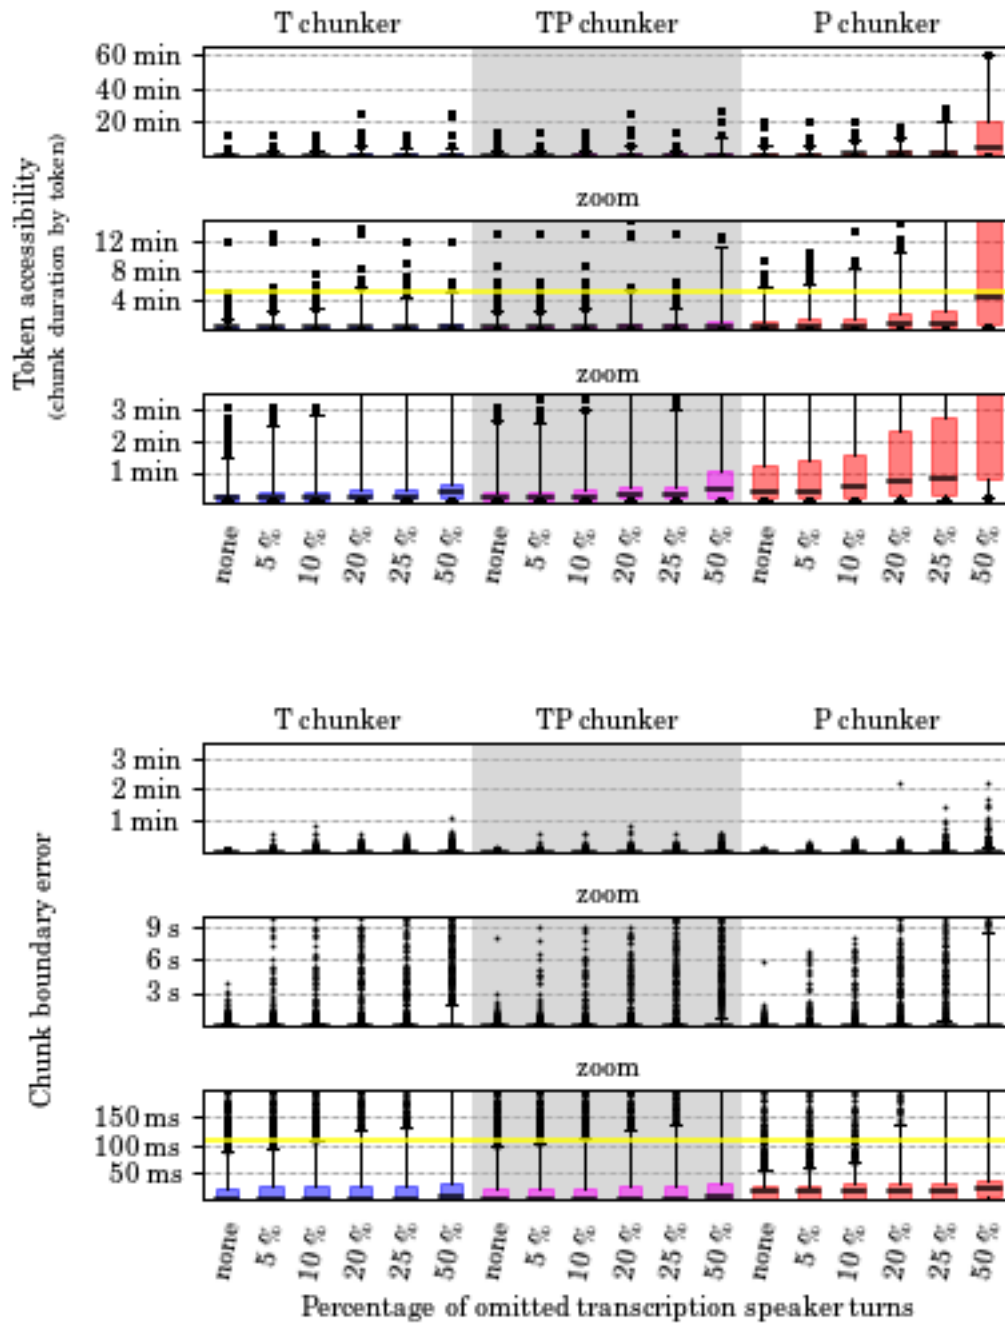 T chunker TP chunker P chunker
60 min
40 min
20 min
zoom
12 min
8 min
4 min
zoom
3 min
2 min
1 min
Token accessibility
(chunk duration by token)
none 5 % 10 % 20 % 25 % 50 % none 5 % 10 % 20 % 25 % 50 % none 5 % 10 % 20 % 25 % 50 %
T chunker TP chunker P chunker
3 min
2 min
1 min
zoom
9 s
6 s
3 s
zoom
150 ms
100 ms
50 ms
Chunk boundary error
none 5 % 10 % 20 % 25 % 50 % none 5 % 10 % 20 % 25 % 50 % none 5 % 10 % 20 % 25 % 50 %
Percentage of omitted transcription speaker turns